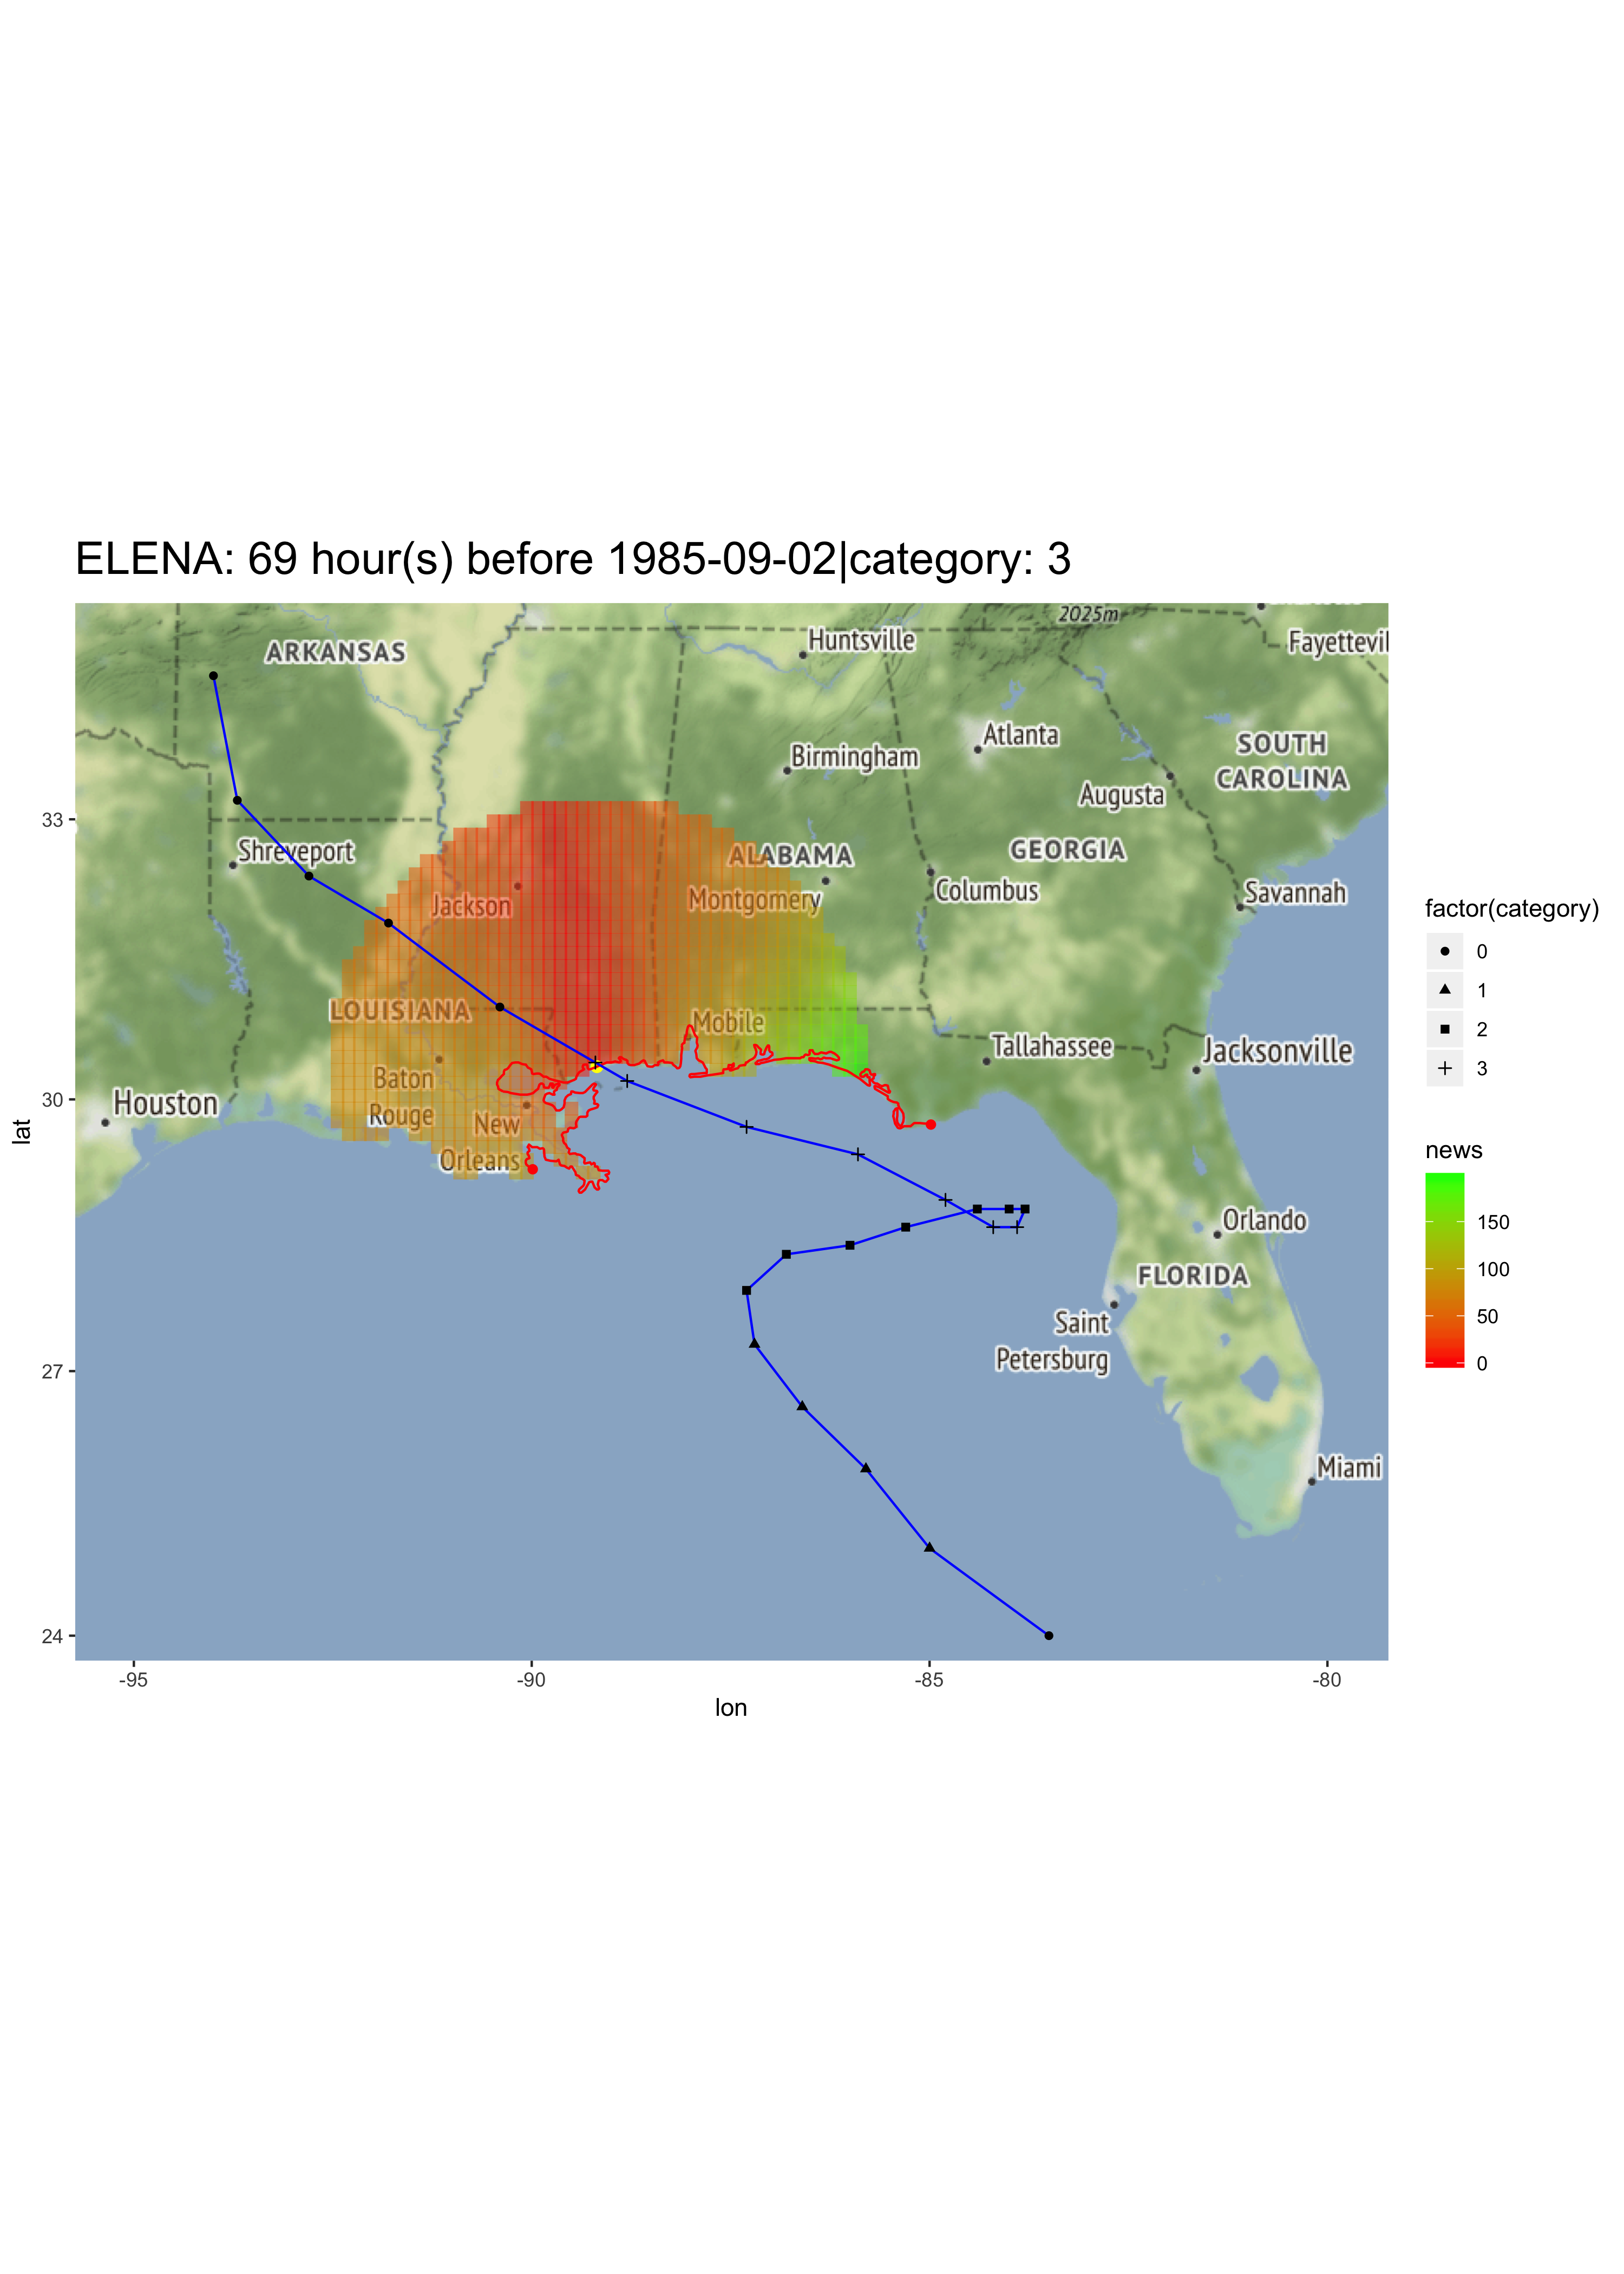 ELENA: 69 hour(s) before 1985-09-02|category: 3
2025m
Huntsville
Fayettevil
ARKANSAS
Atlanta
SOUTH
CAROLINA
Birmingham
Augusta
33
Shreveport
ALABAMA
GEORGIA
Jackson
Montgomery
Columbus
Savannah
LOUISIANA
Mobile
Tallahassee
Jacksonville
Baton
Rouge
Houston
30
New
Orleans
lat
Orlando
FLORIDA
Saint
Petersburg
27
Miami
24
-95
-90
-85
-80
lon
factor(category)
0
1
2
3
news
150
100
50
0